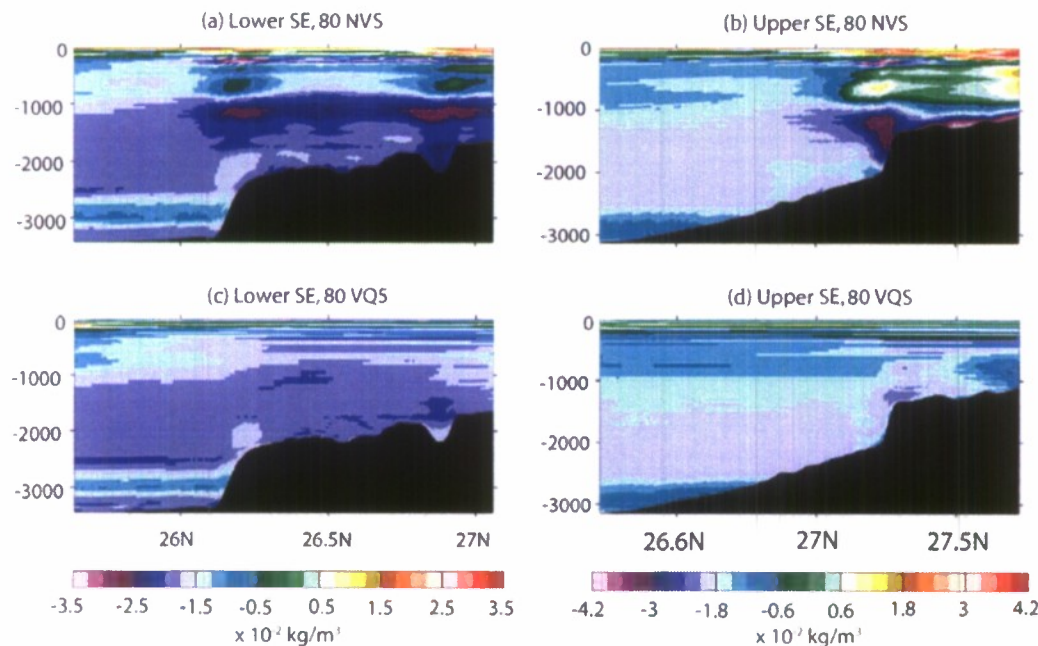 (a) Lower SE, 80 NVS
(b) Upper SE, 80 NVS
0
-1000
-2000
-3000
0
-1000
-2000
-3000
(c) Lower SE, 80 VQS
(d) Upper SE, 80 VQS
0
-1000
-2000
-3000
0
-1000
-2000
-3000
26N 26.5N 27N
26.6N 27N 27.5N
-3.5 -2.5 -1.5 -0.5 0.5 1.5 2.5 3.5
x 10⁻² kg/m³
-4.2 -3 -1.8 -0.6 0.6 1.8 3 4.2
x 10⁻² kg/m³